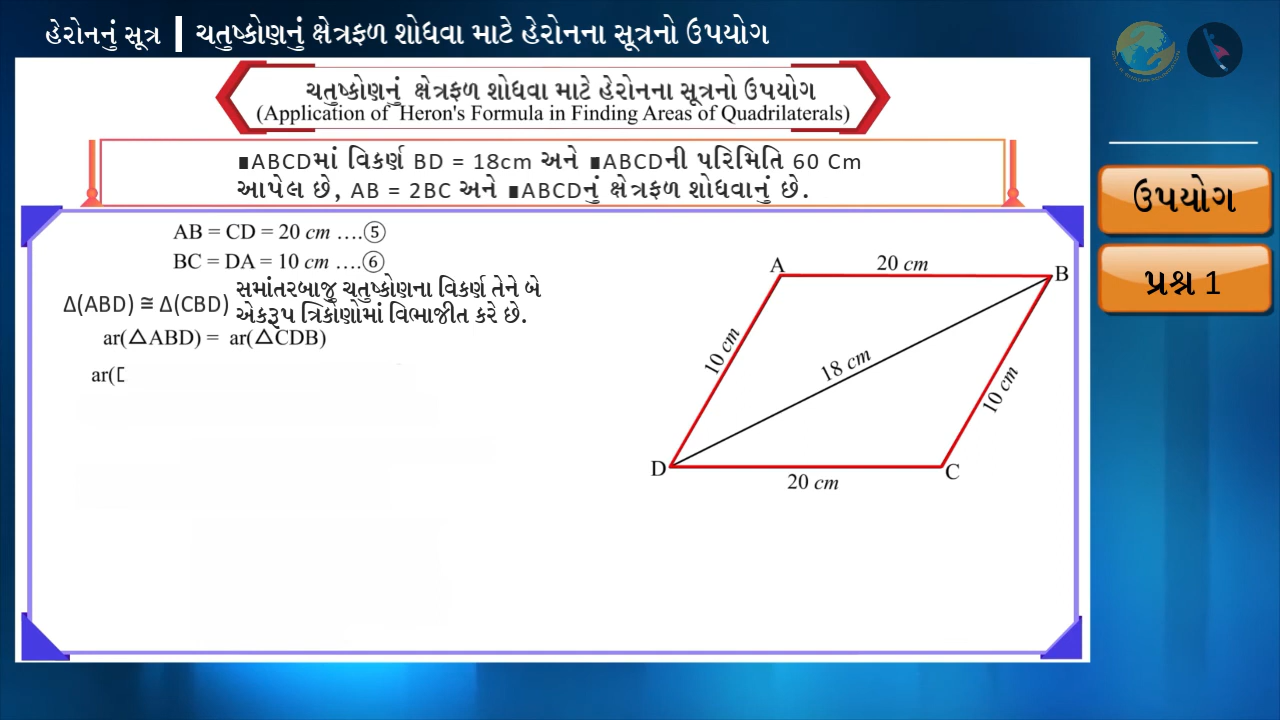 હેરોનનું સૂત્ર | ચતુષ્કોણનું ક્ષેત્રફળ શોધવા માટે હેરોનના સૂત્રનો ઉપયોગ
ચતુષ્કોણનું ક્ષેત્રફળ શોધવા માટે હેરોનના સૂત્રનો ઉપયોગ
(Application of Heron's Formula in Finding Areas of Quadrilaterals)
∎ABCDમાં વિકર્ણ BD = 18cm અને ∎ABCDની પરિમિતિ 60 Cm
આપેલ છે, AB = 2BC અને ∎ABCDનું ક્ષેત્રફળ શોધવાનું છે.
AB = CD = 20 cm ….⑤
BC = DA = 10 cm ….⑥
Δ(ABD) ≅ Δ(CBD) સમાંતરબાજુ ચતુષ્કોણના વિકર્ણ તેને બે
એકરૂપ ત્રિકોણોમાં વિભાજીત કરે છે.
ar(△ABD) = ar(△CDB)
ar(
A
20 cm
B
10 cm
18 cm
10 cm
D
20 cm
C
ઉપયોગ
પ્રશ્ન 1